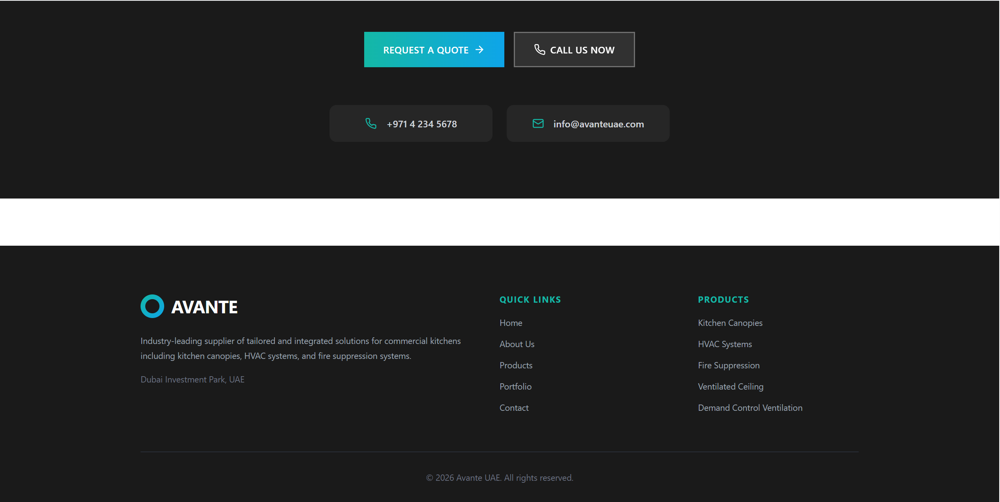 REQUEST A QUOTE →
CALL US NOW
+971 4 234 5678
info@avanteuae.com
AVANTE
Industry-leading supplier of tailored and integrated solutions for commercial kitchens
including kitchen canopies, HVAC systems, and fire suppression systems.
Dubai Investment Park, UAE
QUICK LINKS
Home
About Us
Products
Portfolio
Contact
PRODUCTS
Kitchen Canopies
HVAC Systems
Fire Suppression
Ventilated Ceiling
Demand Control Ventilation
© 2026 Avante UAE. All rights reserved.